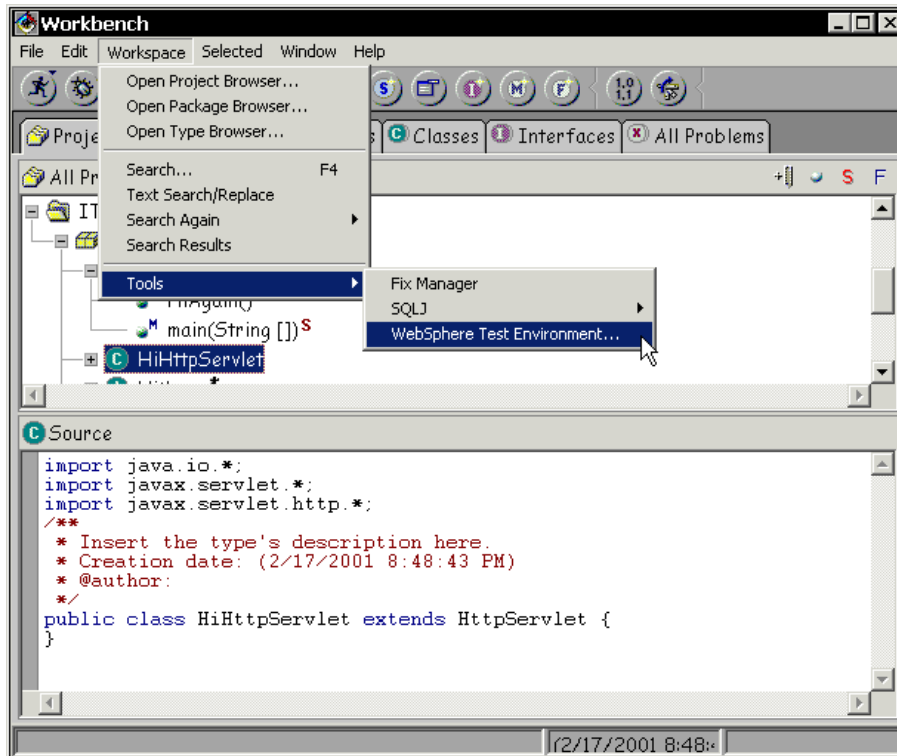 Workbench
File Edit Workspace Selected Window Help
Open Project Browser...
Open Package Browser...
Open Type Browser...
Search... F4
Text Search/Replace
Search Again
Search Results
Tools
Fix Manager
SQLJ
WebSphere Test Environment...
Classes Interfaces All Problems
S F
main(String [])S
HiHttpServlet
Source
import java.io.*;
import javax.servlet.*;
import javax.servlet.http.*;
/**
* Insert the type's description here.
* Creation date: (2/17/2001 8:48:43 PM)
* @author:
*/
public class HiHttpServlet extends HttpServlet {
}
(2/17/2001 8:48: